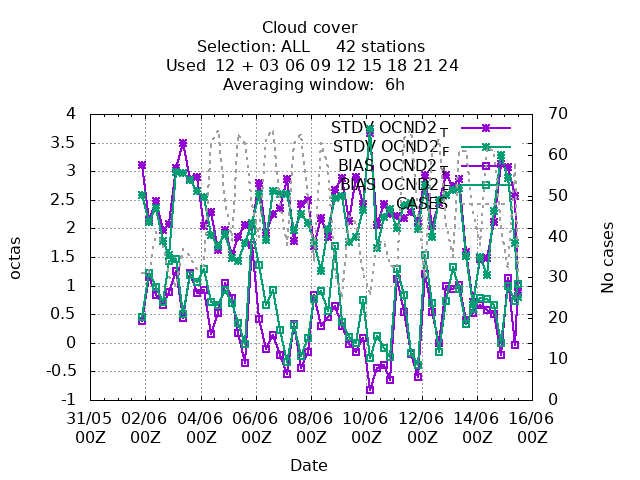 Cloud cover
Selection: ALL 42 stations
Used 12 + 03 06 09 12 15 18 21 24
Averaging window: 6h
4
3.5
3
2.5
2
1.5
1
0.5
0
-0.5
-1
octas
STDV OCND2_T
STDV OCND2_F
BIAS OCND2_T
BIAS OCND2_F
CASES
70
60
50
40
30
20
10
0
No cases
31/05 02/06 04/06 06/06 08/06 10/06 12/06 14/06 16/06
00Z 00Z 00Z 00Z 00Z 00Z 00Z 00Z 00Z
Date